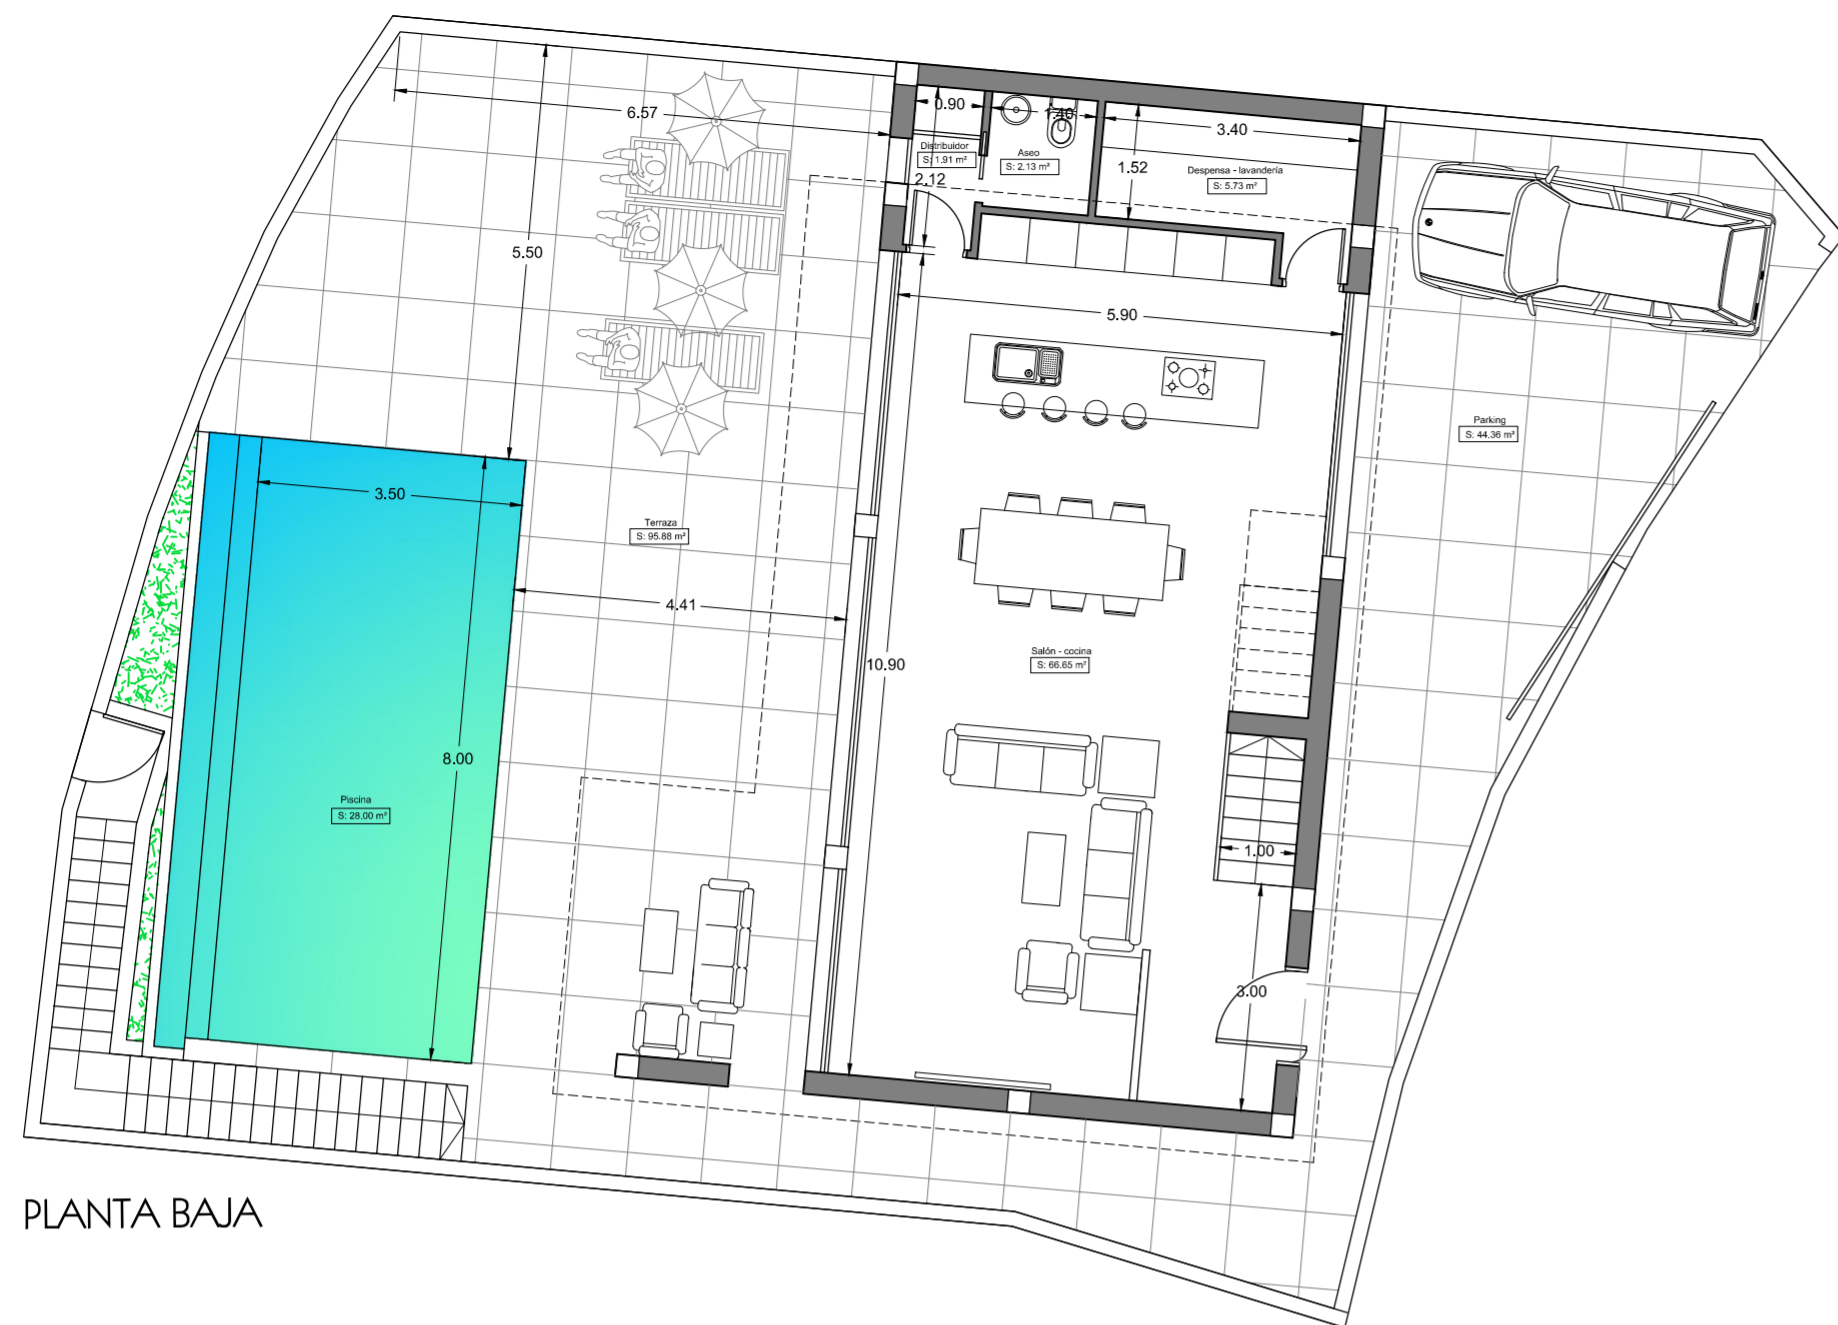 6.57
0.90
1.40
3.40
Distribuidor
S: 1.91 m²
Aseo
S: 2.13 m²
1.52
Despensa - lavandería
S: 5.73 m²
2.12
5.50
5.90
Parking
S: 44.36 m²
3.50
Terraza
S: 95.88 m²
4.41
10.90
Salón - cocina
S: 66.65 m²
8.00
Piscina
S: 28.00 m²
1.00
3.00
PLANTA BAJA